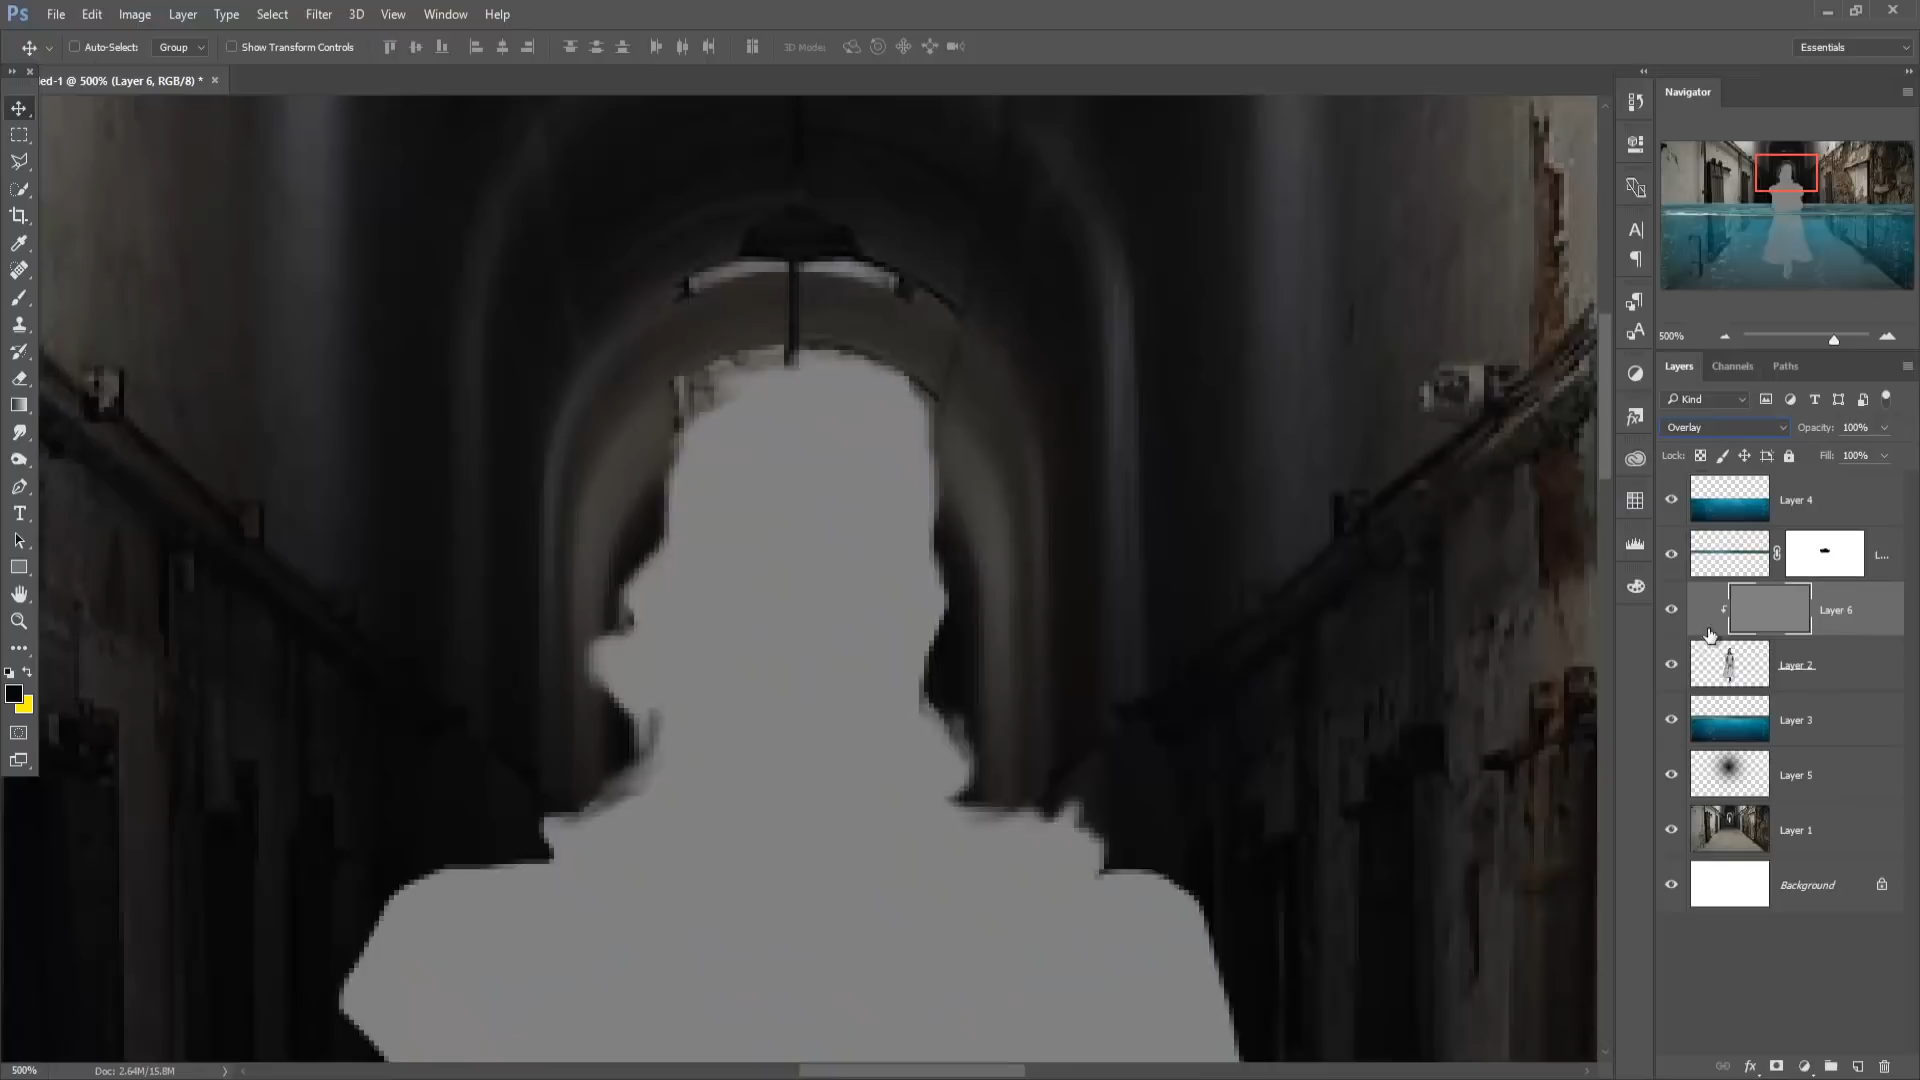 Ps File Edit Image Layer Type Select Filter 3D View Window Help
Auto-Select: Group Show Transform Controls 3D Mode: Essentials
ed-1 @ 500% (Layer 6, RGB/8) *
Navigator
500%
Layers Channels Paths
Kind
Overlay Opacity: 100%
Lock: Fill: 100%
Layer 4
L...
Layer 6
Layer 2
Layer 3
Layer 5
Layer 1
Background
500% Doc: 2.64M/15.8M